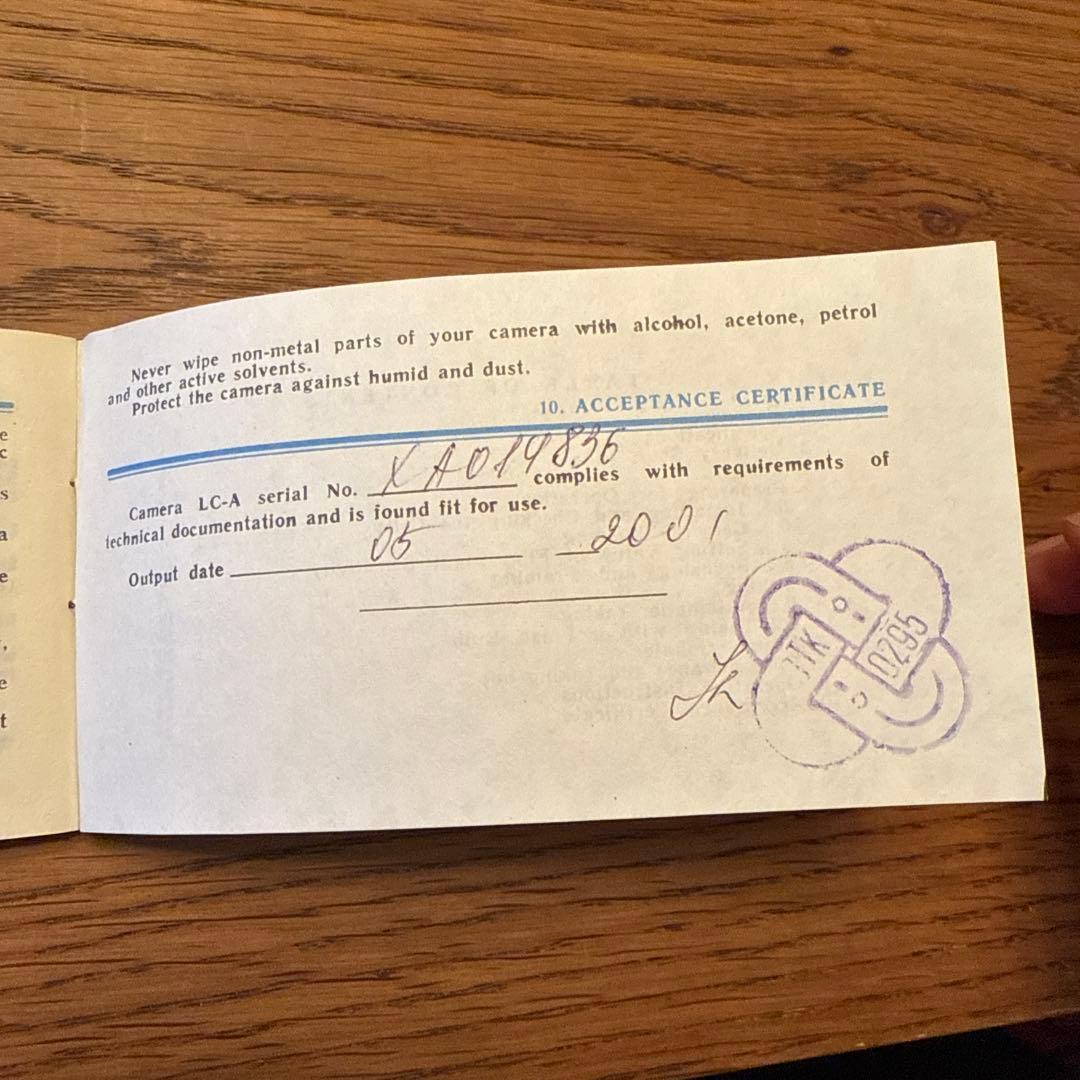 Never wipe non-metal parts of your camera with alcohol, acetone, petrol
and other active solvents.
Protect the camera against humid and dust.
10. ACCEPTANCE CERTIFICATE
Camera LC-A serial No. XA019836 complies with requirements of
technical documentation and is found fit for use.
Output date 05 2001
0295